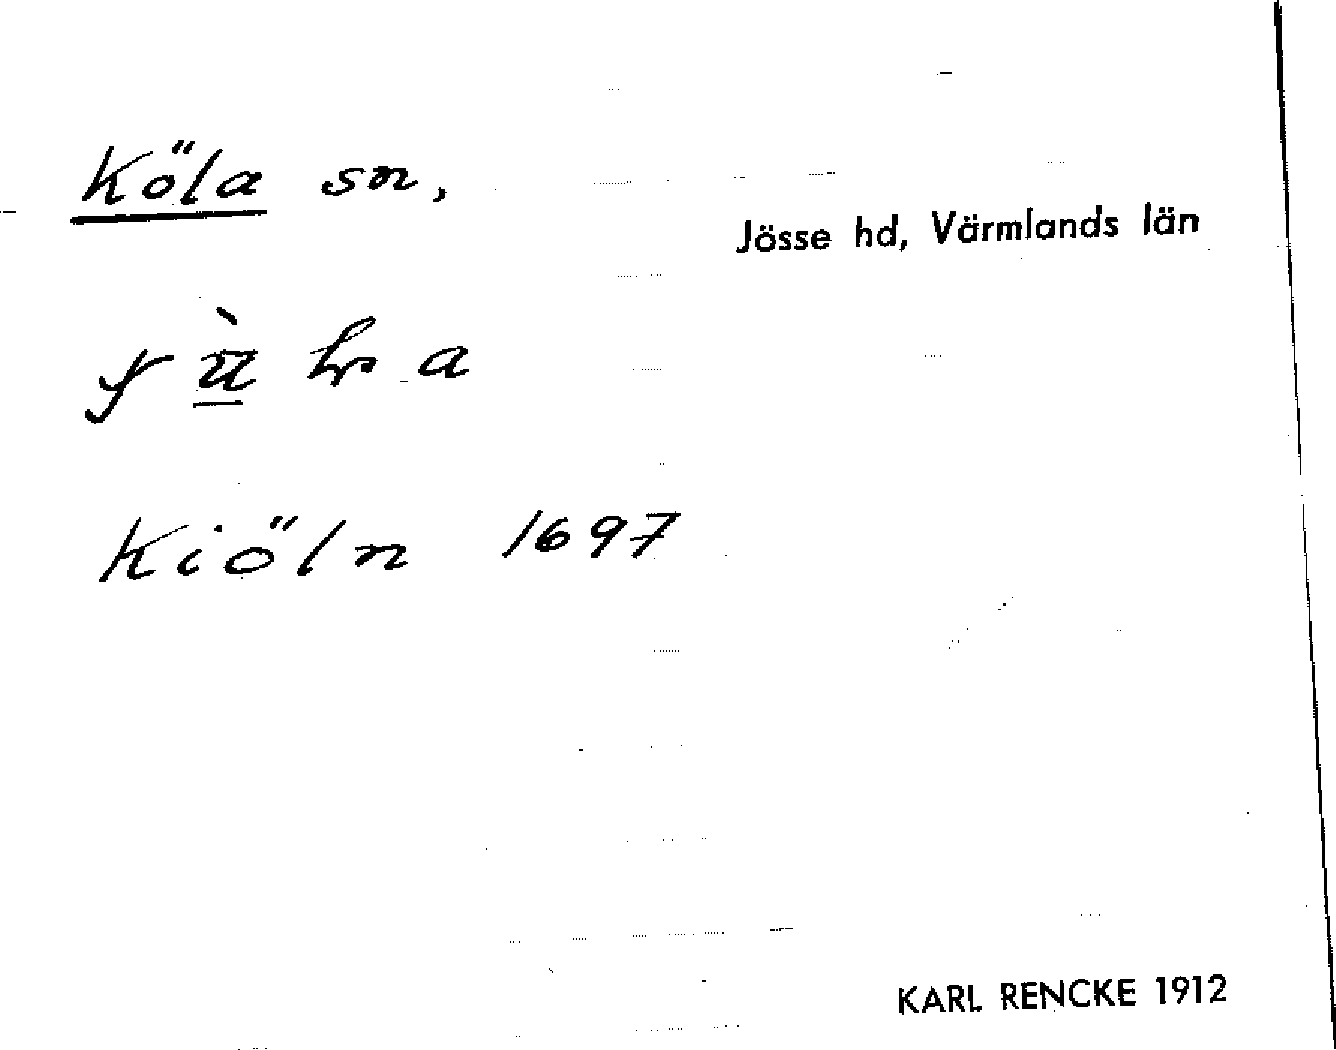 Köla sn,
Jösse hd, Värmlands län
Kiöln 1697
KARL RENCKE 1912